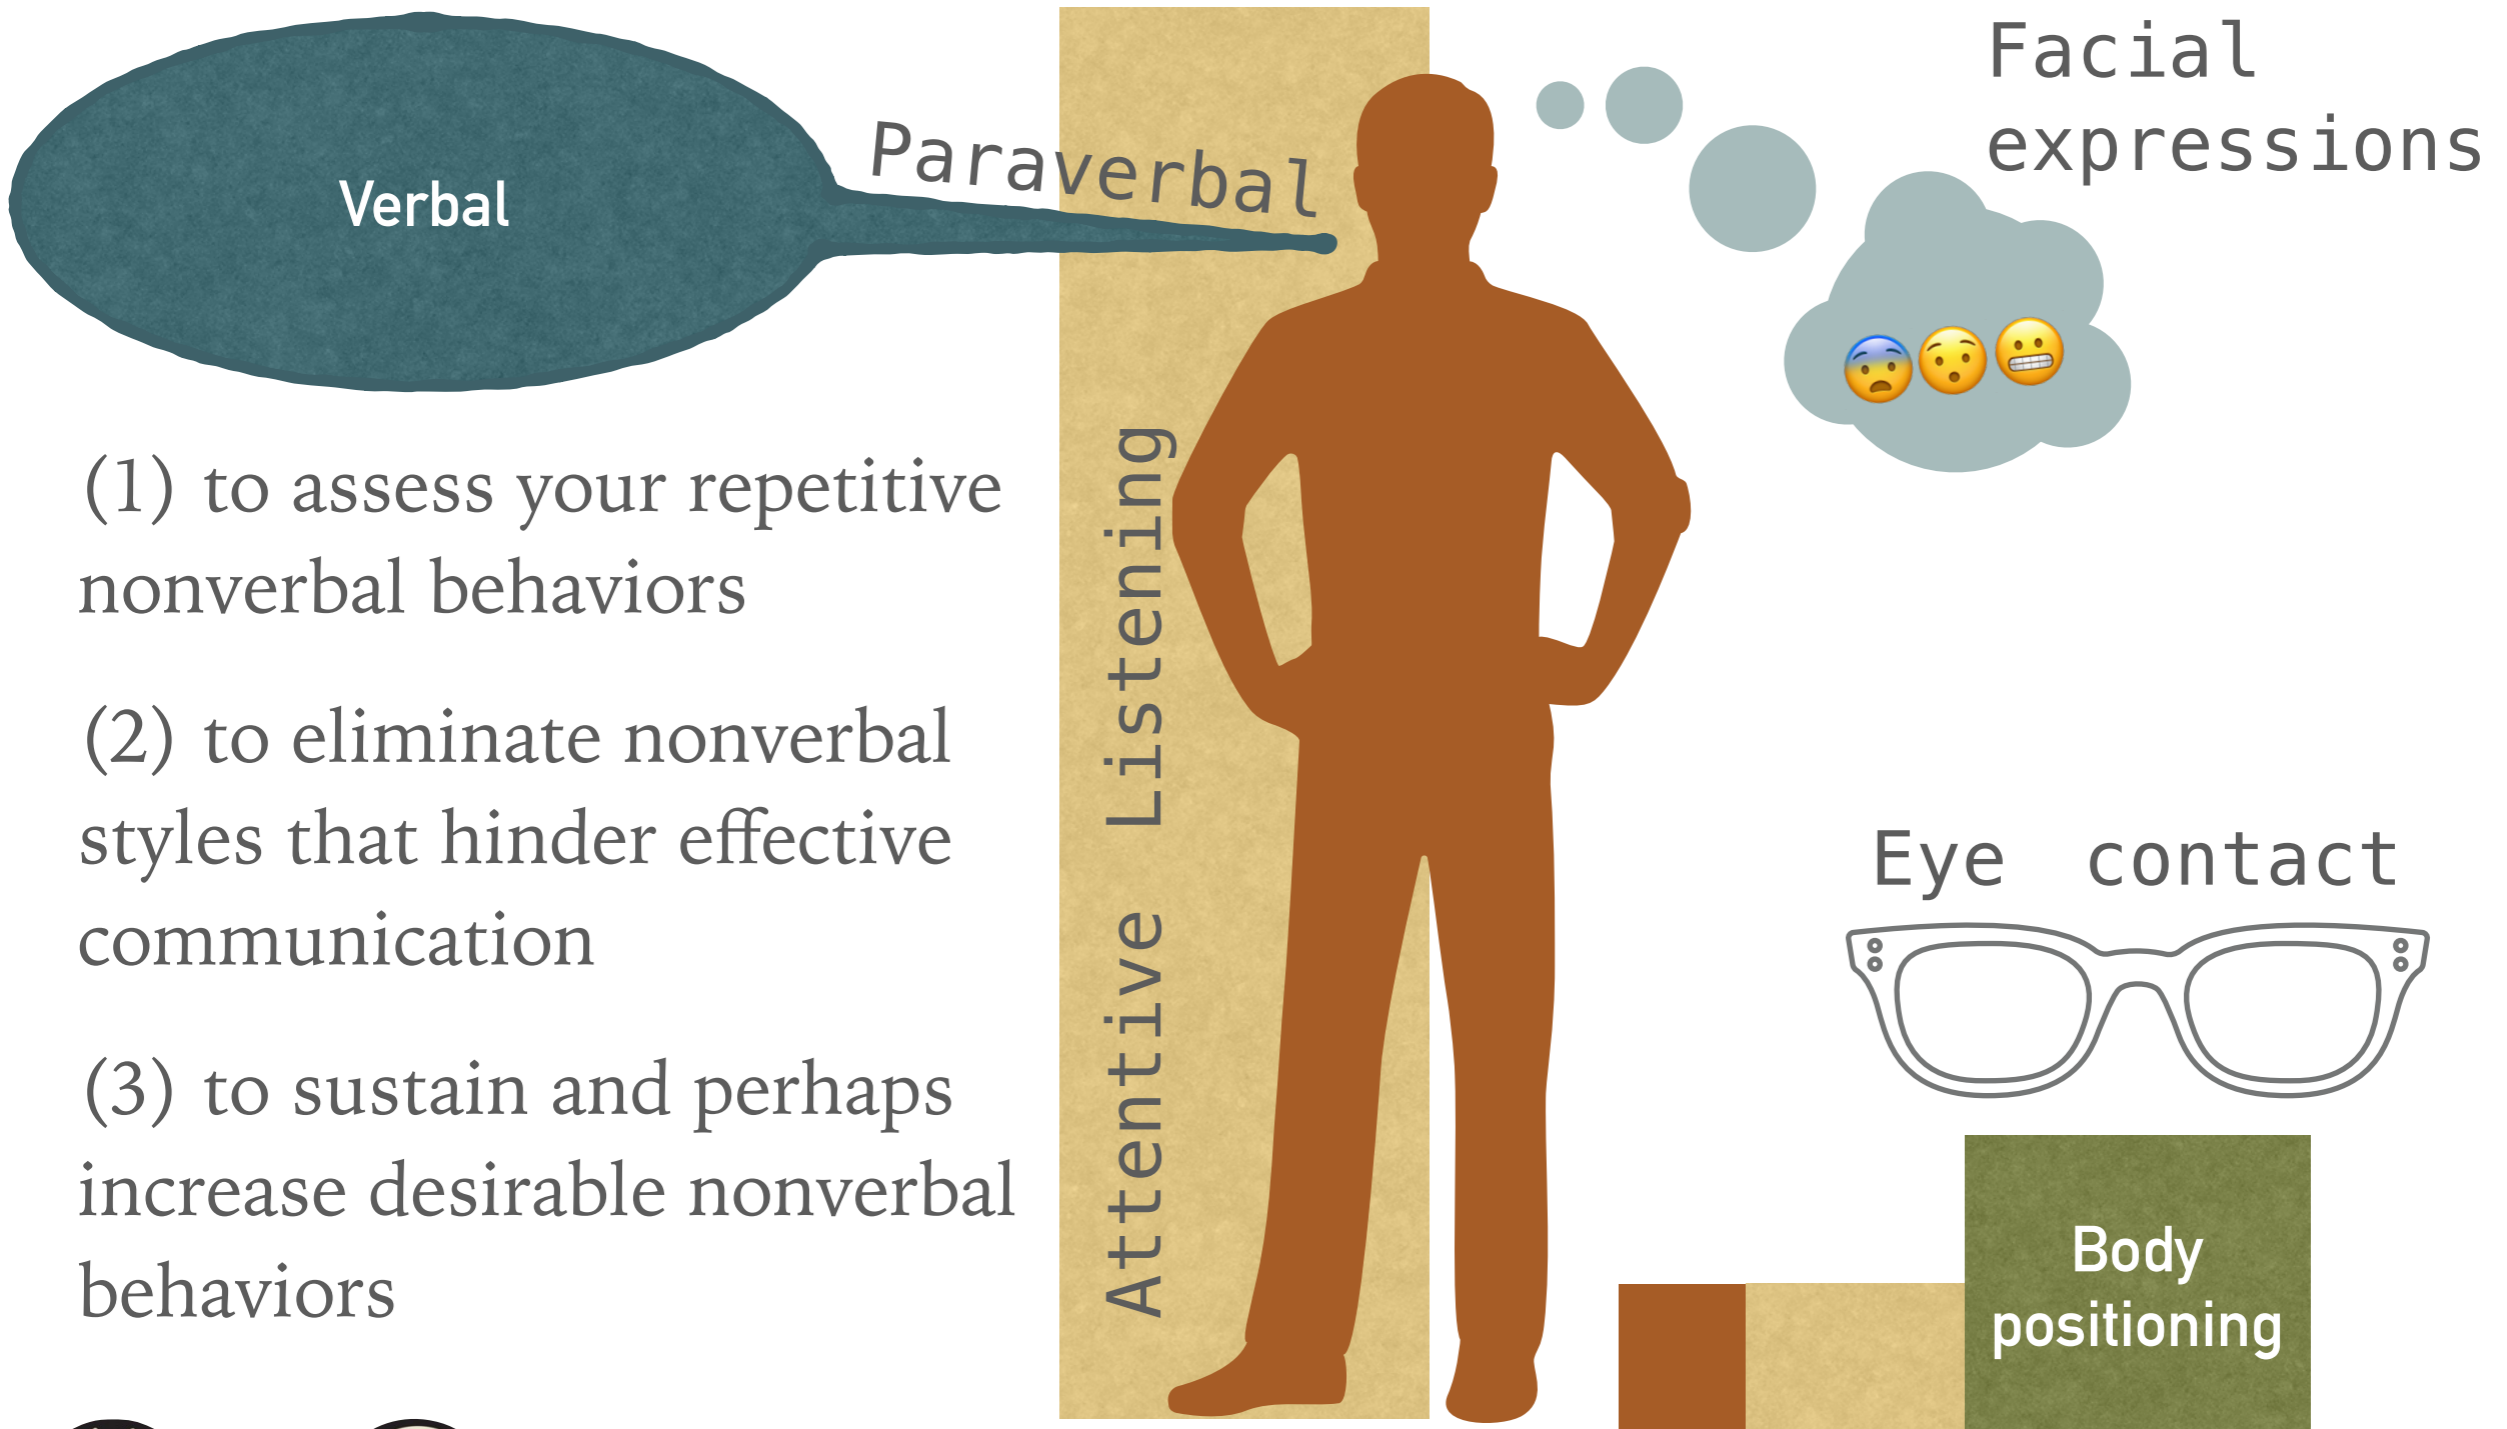 Verbal
Paraverbal
Facial
expressions
(1) to assess your repetitive
nonverbal behaviors
(2) to eliminate nonverbal
styles that hinder effective
communication
(3) to sustain and perhaps
increase desirable nonverbal
behaviors
Attentive Listening
Eye contact
Body
positioning